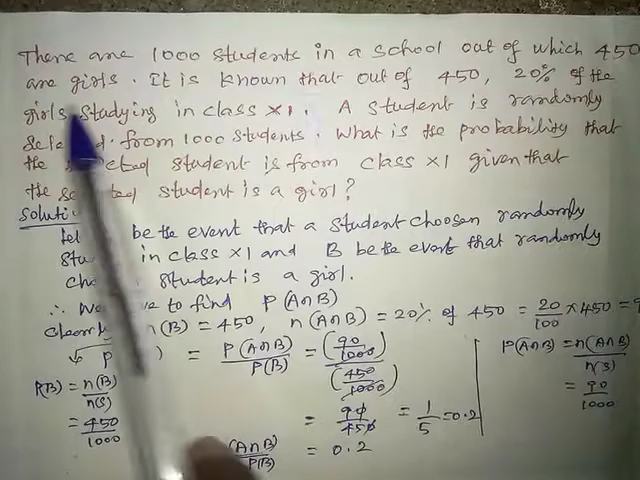 There are 1000 students in a school out of which 450
are girls. It is known that out of 450, 20% of the
girls studying in class XI. A student is randomly
from 1000 students. What is the probability that
the student is from class XI given that
the student is a girl?
Soluti
be the event that a student choosen randomly
in class XI and B be the event that randomly
student is a girl.
∴ to find P(A∩B)
n(B) = 450, n(A∩B) = 20% of 450 = 20/100 × 450 =
= P(A∩B)/P(B) = (90/1000)/(450/1000)
P(A∩B) = n(A∩B)/n(S)
P(B) = n(B)/n(S)
= 90/1000
= 450/1000
= 90/450 = 1/5 = 0.2
(A∩B)/P(B) = 0.2